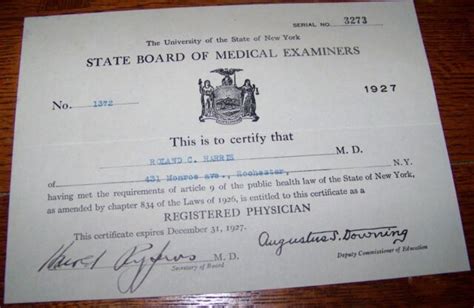 SERIAL NO. 3273
The University of the State of New York
STATE BOARD OF MEDICAL EXAMINERS
No. 1372
1927
This is to certify that
ROLAND C. HARRIS M. D.
of 431 Monroe ave., Rochester, N.Y.
having met the requirements of article 9 of the public health law of the State of New York,
as amended by chapter 834 of the Laws of 1926, is entitled to this certificate as a
REGISTERED PHYSICIAN
This certificate expires December 31, 1927.
M. D.
Secretary of Board
Augustus S. Downing
Deputy Commissioner of Education